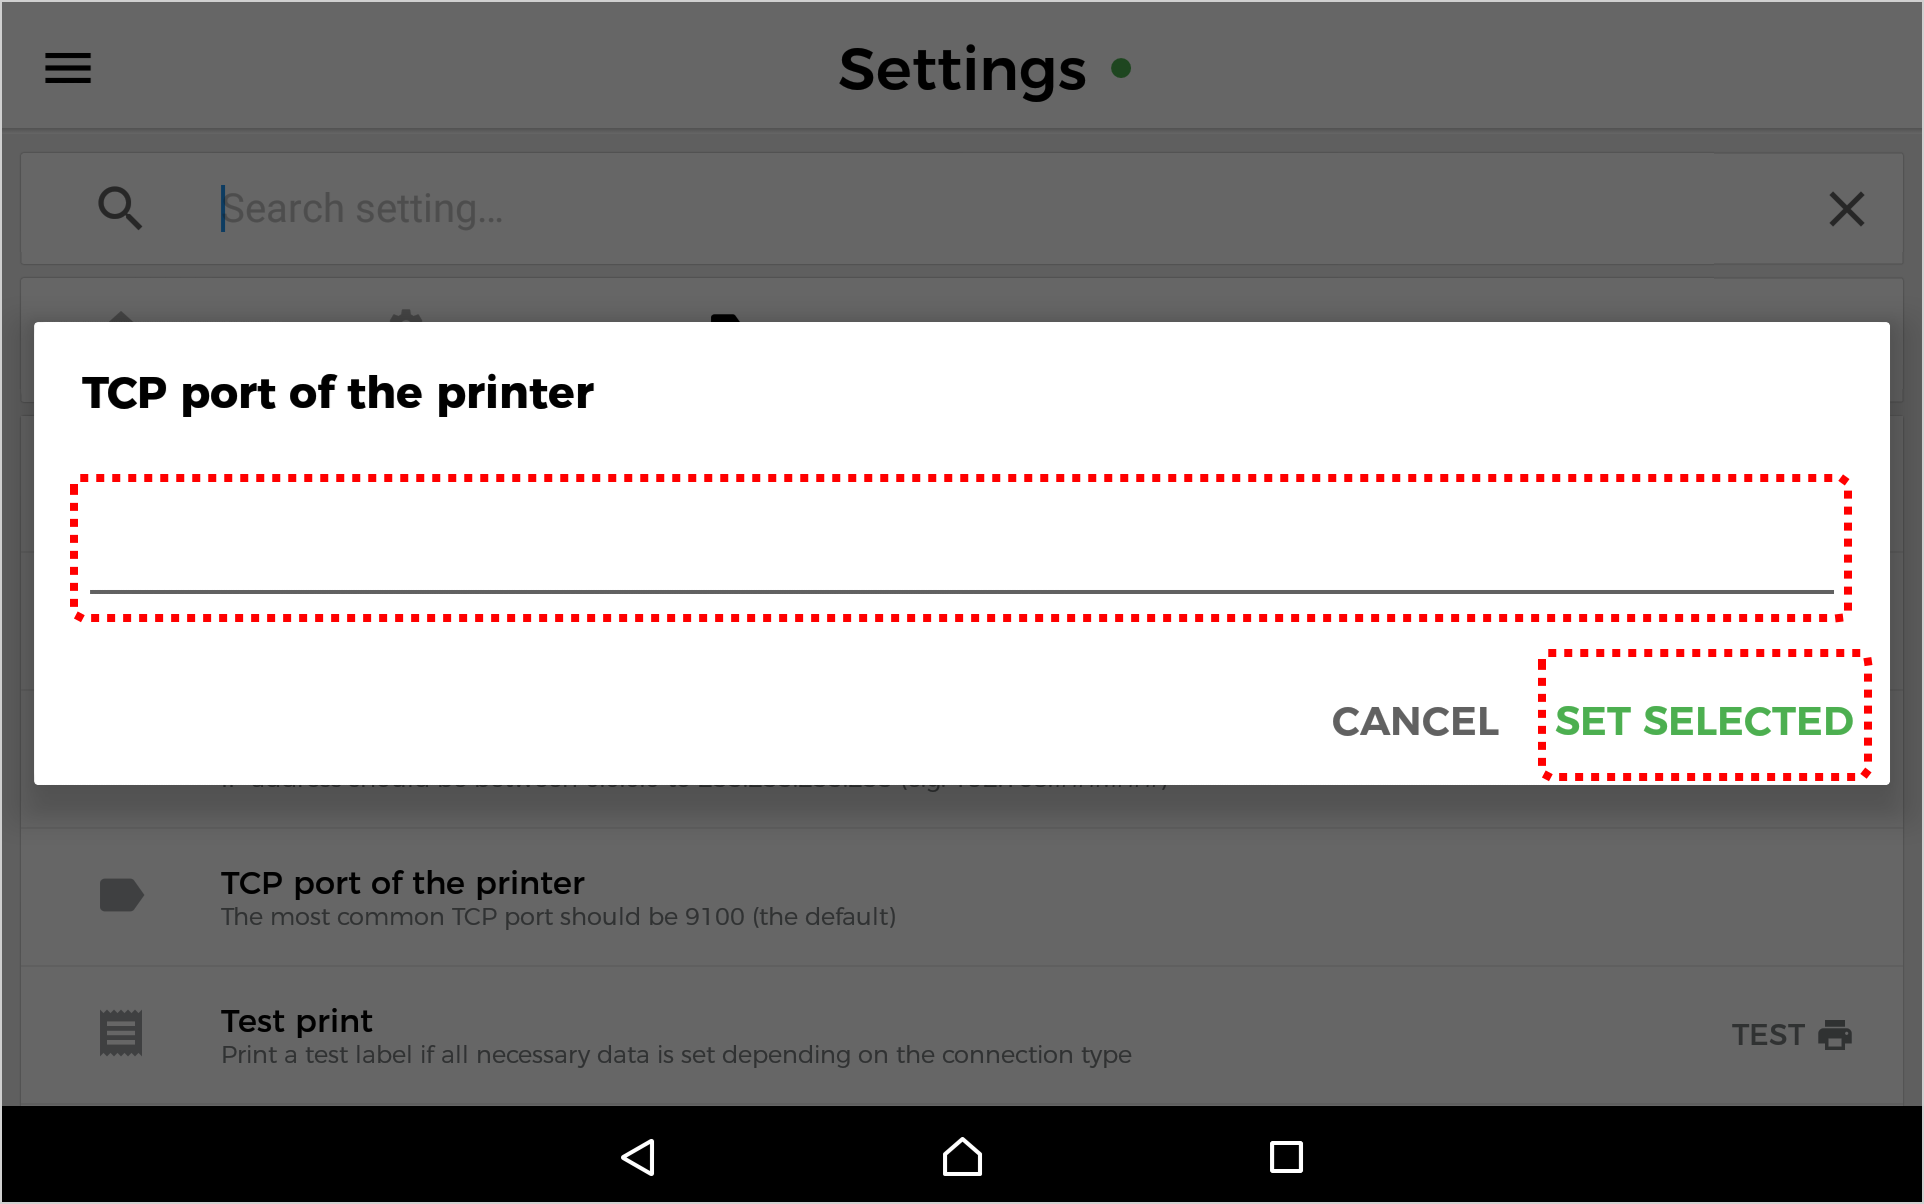 Settings
Search setting...
TCP port of the printer
CANCEL
SET SELECTED
TCP port of the printer
The most common TCP port should be 9100 (the default)
Test print
Print a test label if all necessary data is set depending on the connection type
TEST